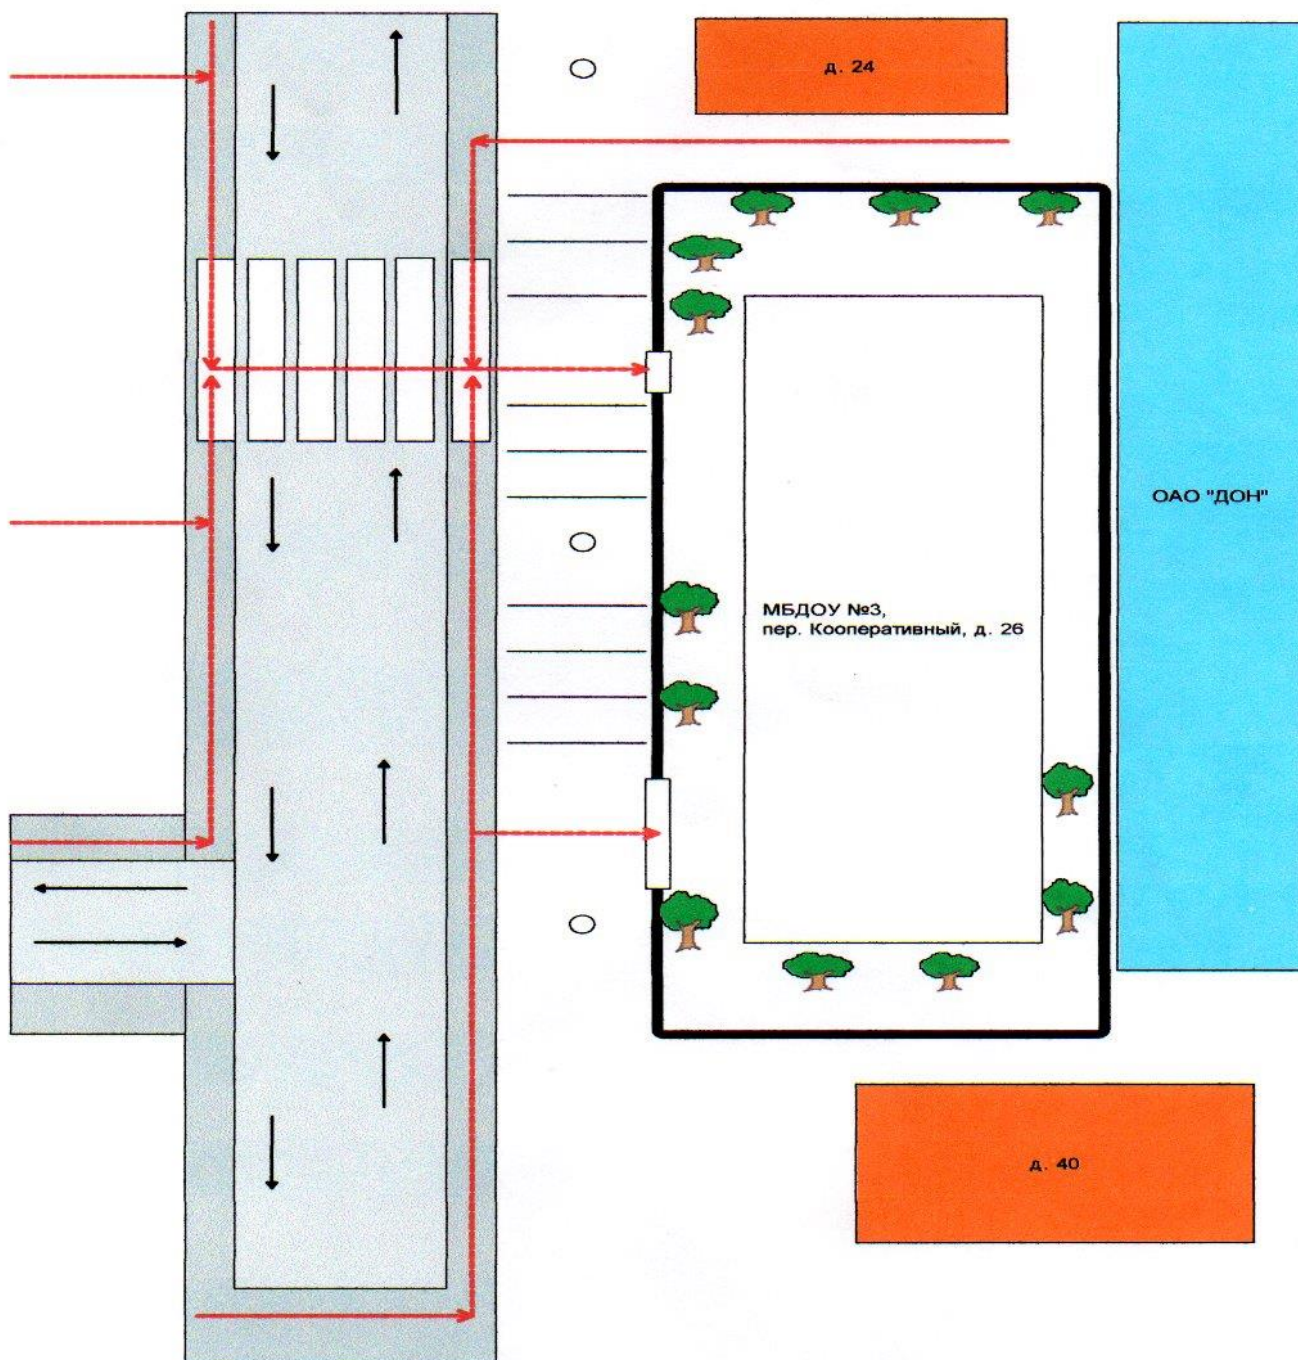 д. 24
ОАО "ДОН"
МБДОУ №3,
пер. Кооперативный, д. 26
д. 40